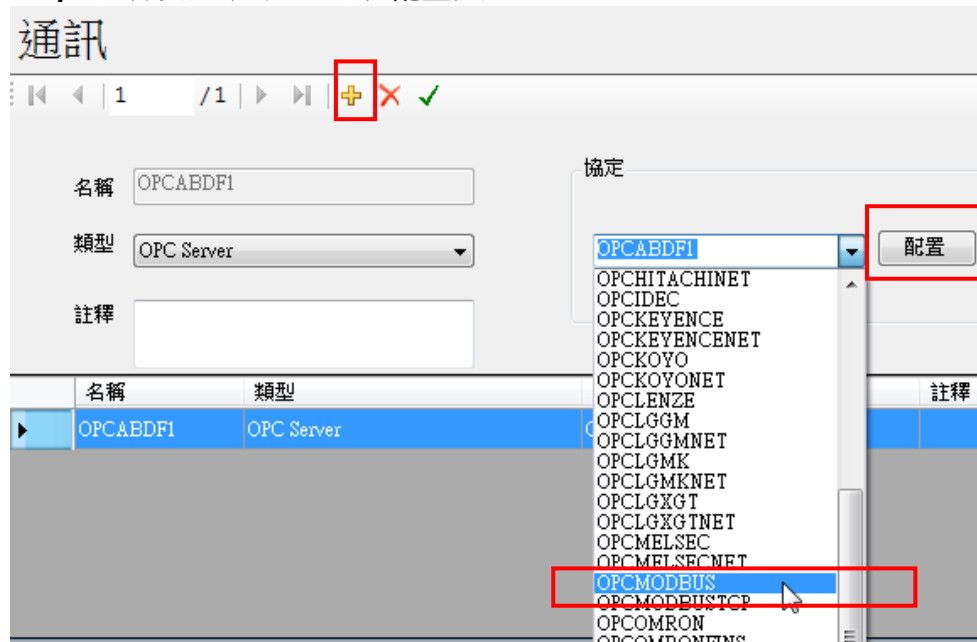 通訊
1 /1
名稱 OPCABDF1
類型 OPC Server
註釋
協定
OPCABDF1 配置
OPCHITACHINET
OPCIDEC
OPCKEYENCE
OPCKEYENCENET
OPCKOYO
OPCKOYONET
OPCLENZE
OPCLGGM
OPCLGGMNET
OPCLGMK
OPCLGMKNET
OPCLGXGT
OPCLGXGTNET
OPCMELSEC
OPCMELSECNET
OPCMODBUS
OPCMODBUSTCP
OPCOMRON
OPCOMRONFINS
名稱 類型 註釋
OPCABDF1 OPC Server